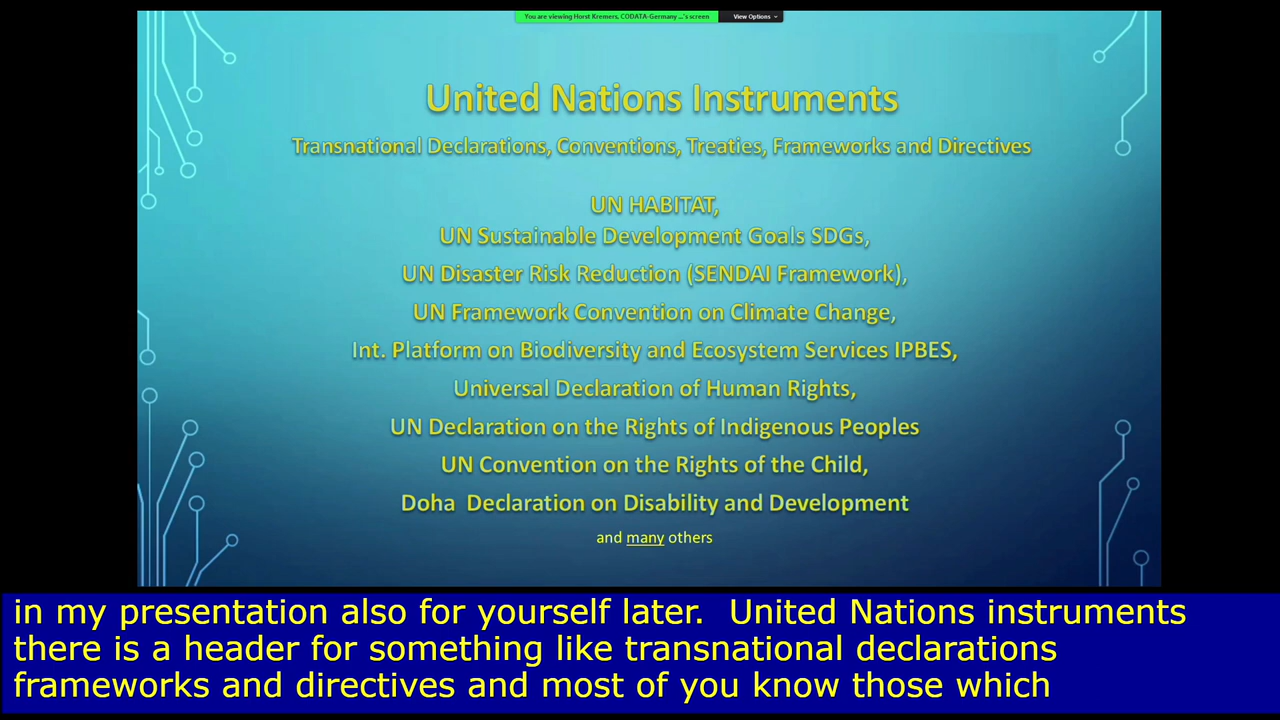 You are viewing Horst Kremers, CODATA-Germany ...'s screen
View Options
United Nations Instruments
Transnational Declarations, Conventions, Treaties, Frameworks and Directives
UN HABITAT,
UN Sustainable Development Goals SDGs,
UN Disaster Risk Reduction (SENDAI Framework),
UN Framework Convention on Climate Change,
Int. Platform on Biodiversity and Ecosystem Services IPBES,
Universal Declaration of Human Rights,
UN Declaration on the Rights of Indigenous Peoples
UN Convention on the Rights of the Child,
Doha Declaration on Disability and Development
and many others
in my presentation also for yourself later. United Nations instruments
there is a header for something like transnational declarations
frameworks and directives and most of you know those which